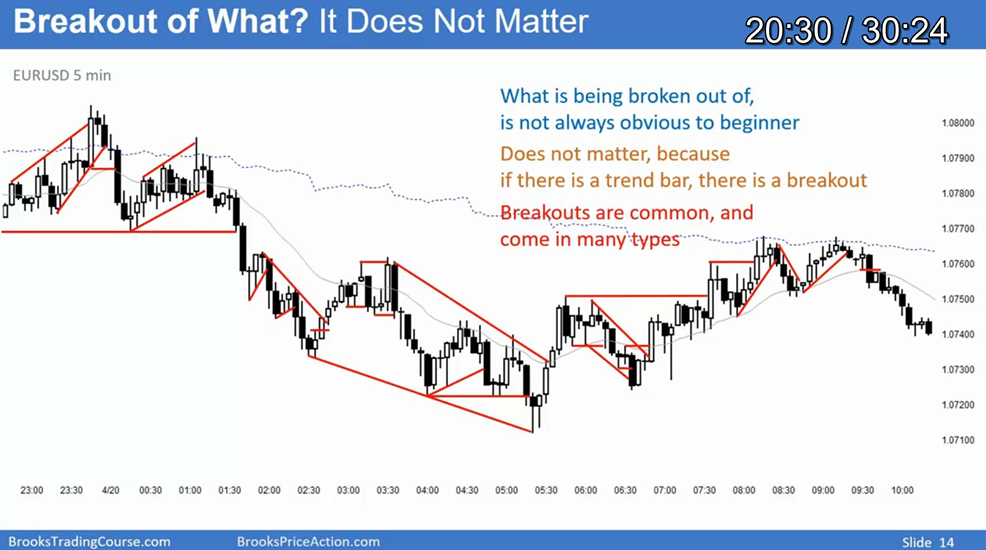 Breakout of What? It Does Not Matter
20:30 / 30:24
EURUSD 5 min
What is being broken out of,
is not always obvious to beginner
Does not matter, because
if there is a trend bar, there is a breakout
Breakouts are common, and
come in many types
1.08000
1.07900
1.07800
1.07700
1.07600
1.07500
1.07400
1.07300
1.07200
1.07100
23:00 23:30 4/20 00:30 01:00 01:30 02:00 02:30 03:00 03:30 04:00 04:30 05:00 05:30 06:00 06:30 07:00 07:30 08:00 08:30 09:00 09:30 10:00
BrooksTradingCourse.com BrooksPriceAction.com Slide 14